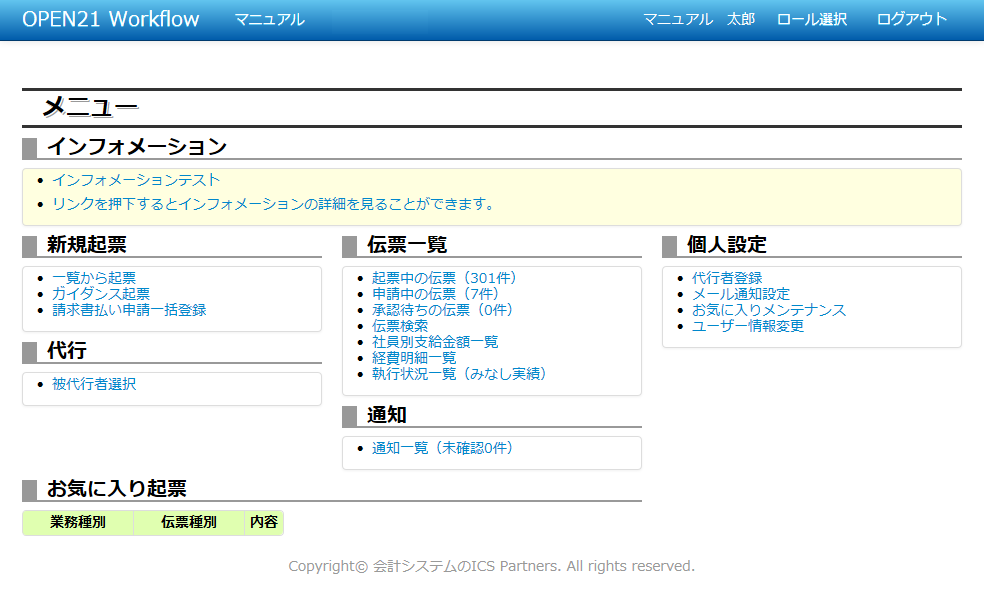 OPEN21 Workflow マニュアル マニュアル 太郎 ロール選択 ログアウト
メニュー
インフォメーション
インフォメーションテスト
リンクを押下するとインフォメーションの詳細を見ることができます。
新規起票
一覧から起票
ガイダンス起票
請求書払い申請一括登録
代行
被代行者選択
伝票一覧
起票中の伝票（301件）
申請中の伝票（7件）
承認待ちの伝票（0件）
伝票検索
社員別支給金額一覧
経費明細一覧
執行状況一覧（みなし実績）
通知
通知一覧（未確認0件）
個人設定
代行者登録
メール通知設定
お気に入りメンテナンス
ユーザー情報変更
お気に入り起票
業務種別 伝票種別 内容
Copyright© 会計システムのICS Partners. All rights reserved.